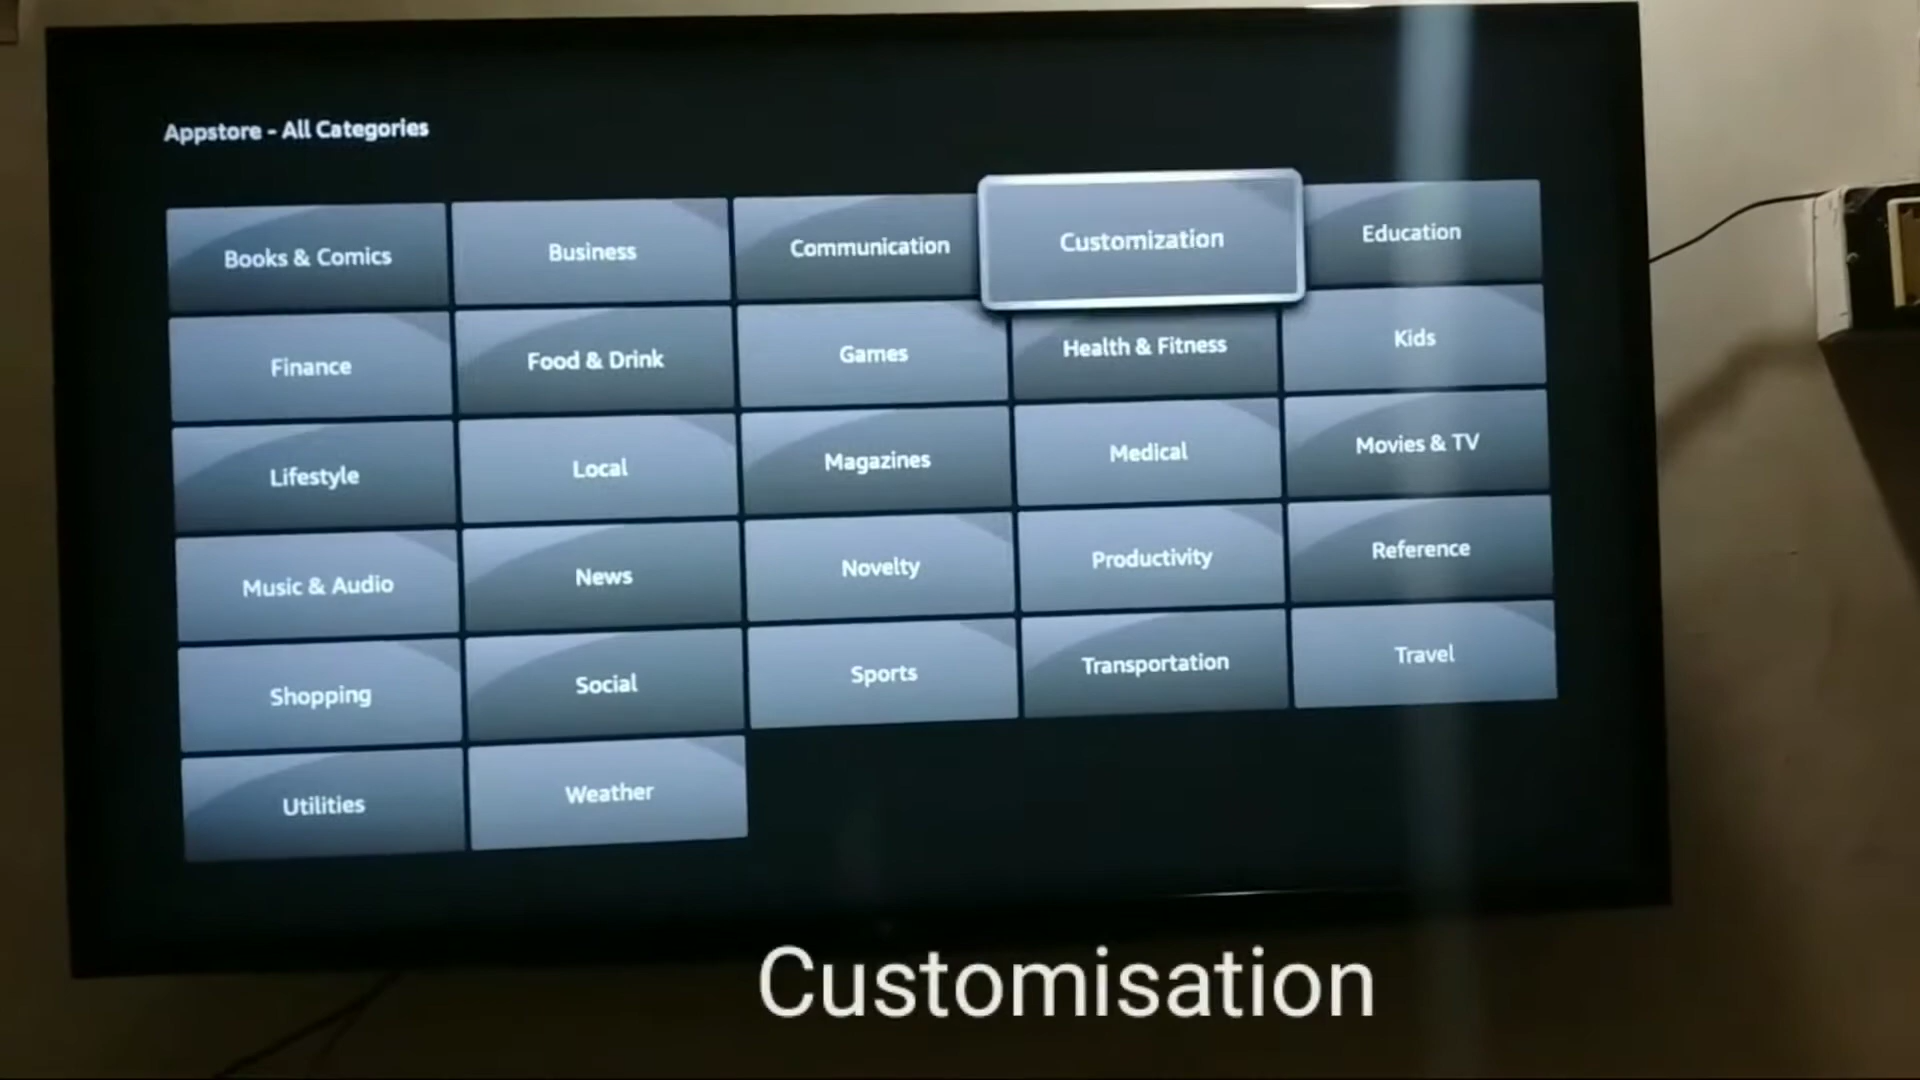 Appstore - All Categories
Books & Comics
Business
Communication
Customization
Education
Finance
Food & Drink
Games
Health & Fitness
Kids
Lifestyle
Local
Magazines
Medical
Movies & TV
Music & Audio
News
Novelty
Productivity
Reference
Shopping
Social
Sports
Transportation
Travel
Utilities
Weather
Customisation